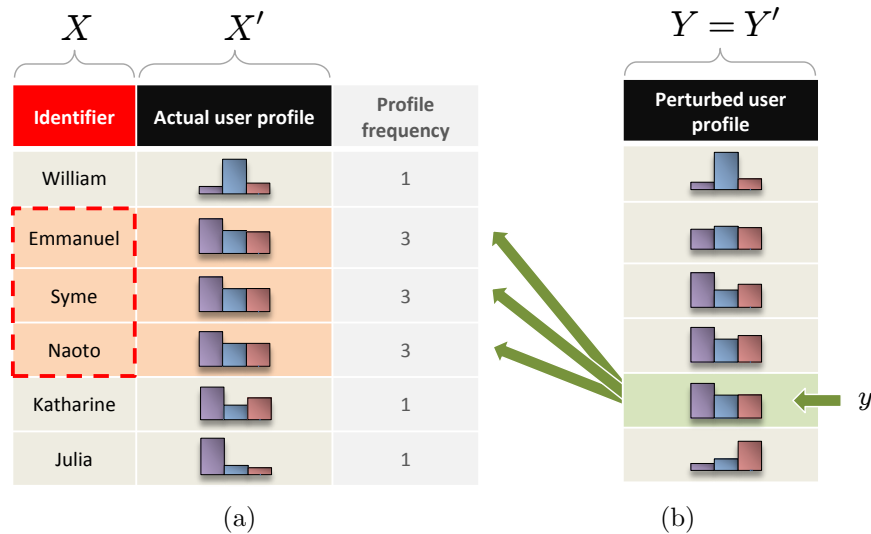 X X′ Y = Y′
Identifier Actual user profile Profile frequency Perturbed user profile
William 1
Emmanuel 3
Syme 3
Naoto 3
Katharine 1 y
Julia 1
(a) (b)